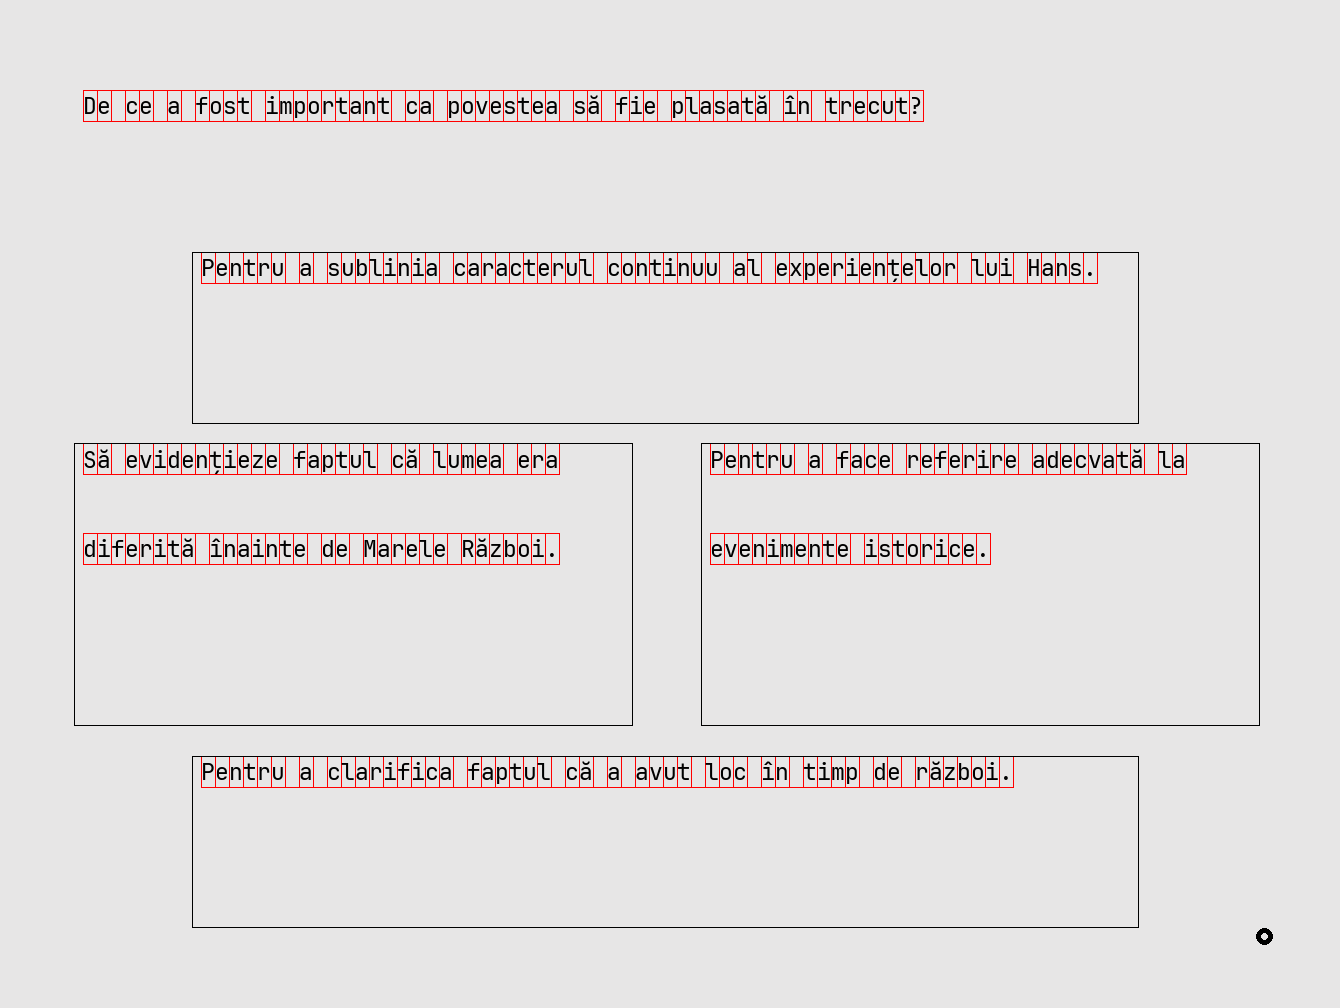 De ce a fost important ca povestea să fie plasată în trecut?
Pentru a sublinia caracterul continuu al experiențelor lui Hans.
Să evidențieze faptul că lumea era
diferită înainte de Marele Război.
Pentru a face referire adecvată la
evenimente istorice.
Pentru a clarifica faptul că a avut loc în timp de război.